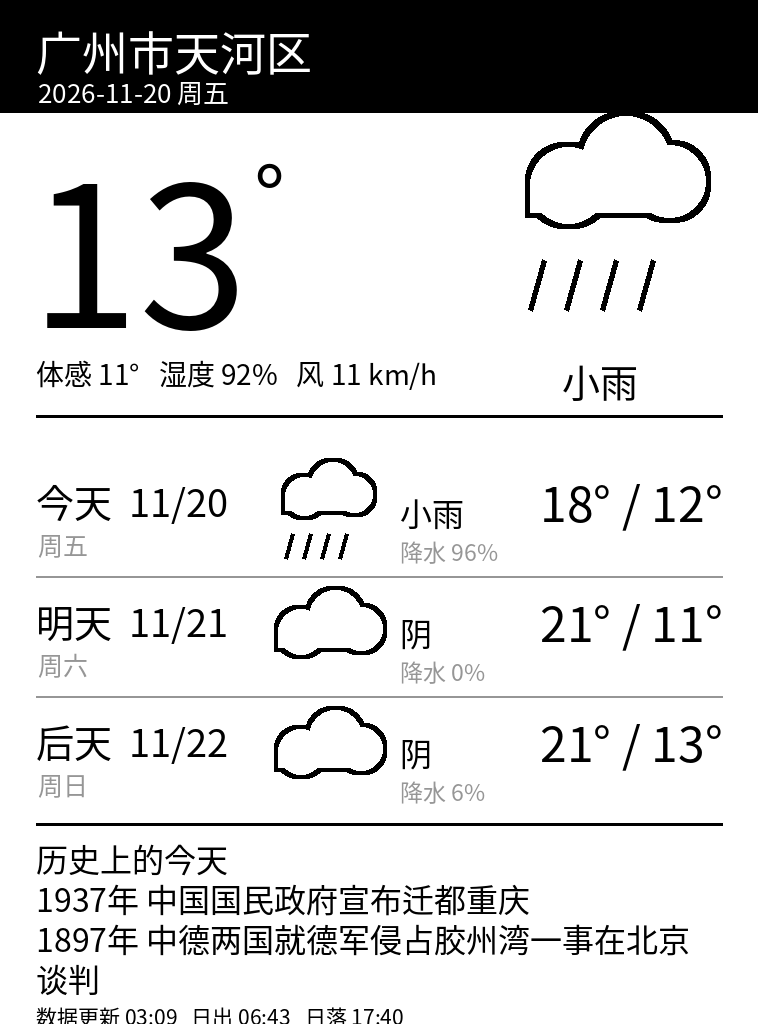 广州市天河区
2026-11-20 周五
13°
体感 11° 湿度 92% 风 11 km/h
小雨
今天 11/20 小雨 18° / 12°
周五 降水 96%
明天 11/21 阴 21° / 11°
周六 降水 0%
后天 11/22 阴 21° / 13°
周日 降水 6%
历史上的今天
1937年 中国国民政府宣布迁都重庆
1897年 中德两国就德军侵占胶州湾一事在北京
谈判
数据更新 03:09 日出 06:43 日落 17:40